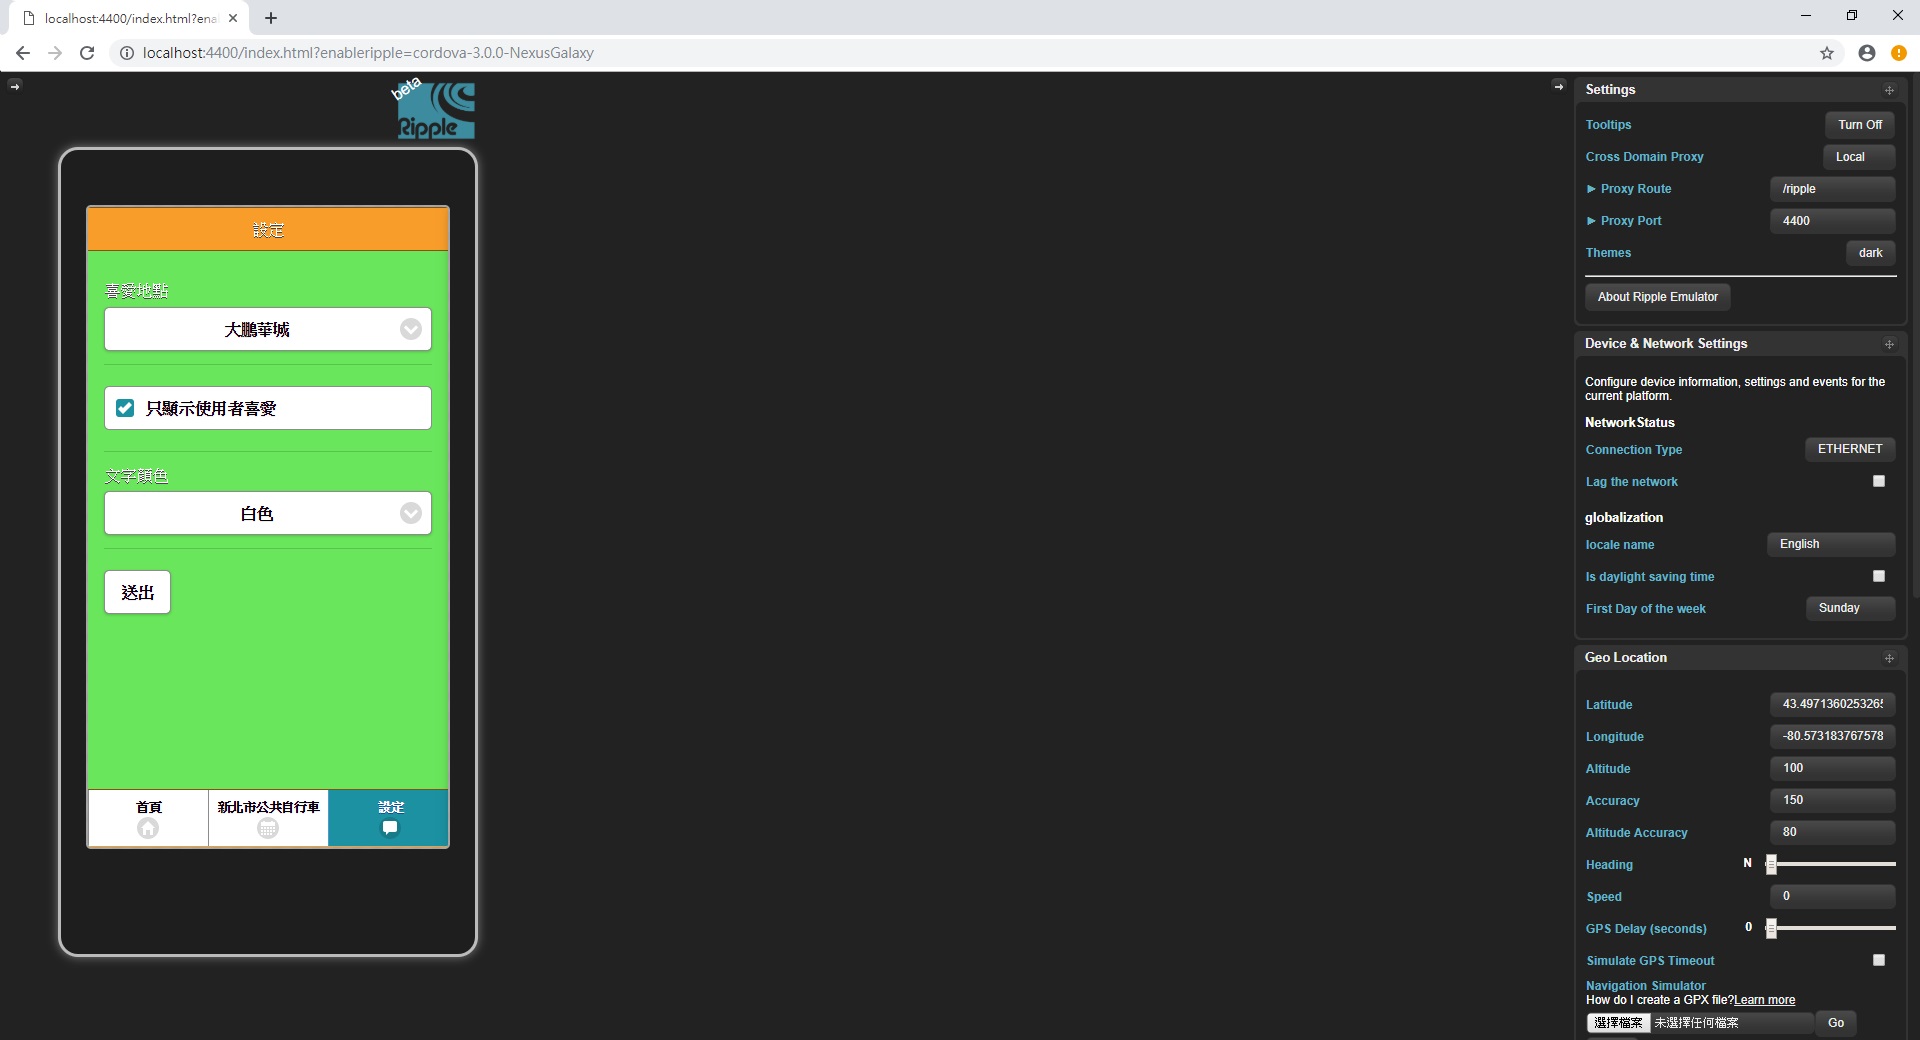 localhost:4400/index.html?ena
localhost:4400/index.html?enableripple=cordova-3.0.0-NexusGalaxy
beta
Ripple
設定
喜愛地點
大鵬華城
只顯示使用者喜愛
文字顏色
白色
送出
首頁
新北市公共自行車
設定
Settings
Tooltips
Turn Off
Cross Domain Proxy
Local
► Proxy Route
/ripple
► Proxy Port
4400
Themes
dark
About Ripple Emulator
Device & Network Settings
Configure device information, settings and events for the
current platform.
NetworkStatus
Connection Type
ETHERNET
Lag the network
globalization
locale name
English
Is daylight saving time
First Day of the week
Sunday
Geo Location
Latitude
43.4971360253265
Longitude
-80.573183767578
Altitude
100
Accuracy
150
Altitude Accuracy
80
Heading
N
Speed
0
GPS Delay (seconds)
0
Simulate GPS Timeout
Navigation Simulator
How do I create a GPX file?Learn more
選擇檔案 未選擇任何檔案
Go